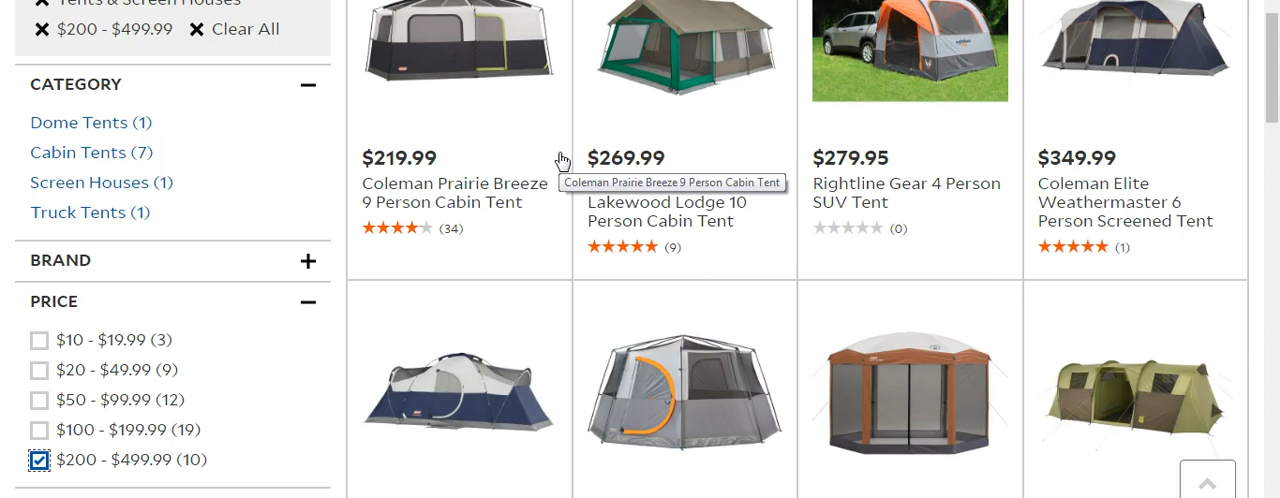 Tents & Screen Houses
$200 - $499.99 Clear All
CATEGORY
Dome Tents (1)
Cabin Tents (7)
Screen Houses (1)
Truck Tents (1)
BRAND
PRICE
$10 - $19.99 (3)
$20 - $49.99 (9)
$50 - $99.99 (12)
$100 - $199.99 (19)
$200 - $499.99 (10)
$219.99
Coleman Prairie Breeze
9 Person Cabin Tent
(34)
Coleman Prairie Breeze 9 Person Cabin Tent
$269.99
Lakewood Lodge 10
Person Cabin Tent
(9)
$279.95
Rightline Gear 4 Person
SUV Tent
(0)
$349.99
Coleman Elite
Weathermaster 6
Person Screened Tent
(1)